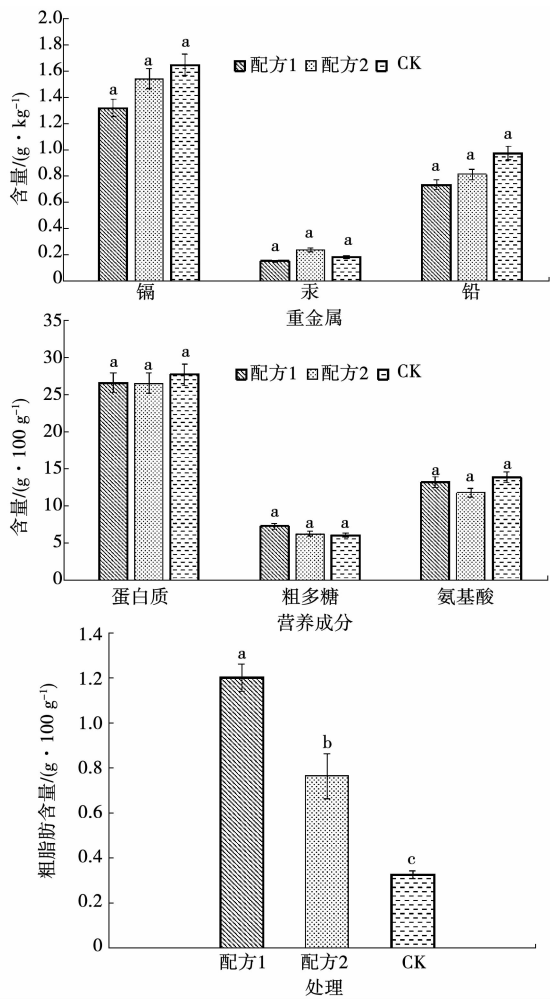 2.0
1.8
1.6
1.4
1.2
1.0
0.8
0.6
0.4
0.2
0
含量/(g·kg⁻¹)
配方1 配方2 CK
a a a a a a a a a
镉 汞 铅
重金属
35
30
25
20
15
10
5
0
含量/(g·100 g⁻¹)
配方1 配方2 CK
a a a a a a a a a
蛋白质 粗多糖 氨基酸
营养成分
1.4
1.2
1.0
0.8
0.6
0.4
0.2
0
粗脂肪含量/(g·100 g⁻¹)
a
b
c
配方1 配方2 CK
处理